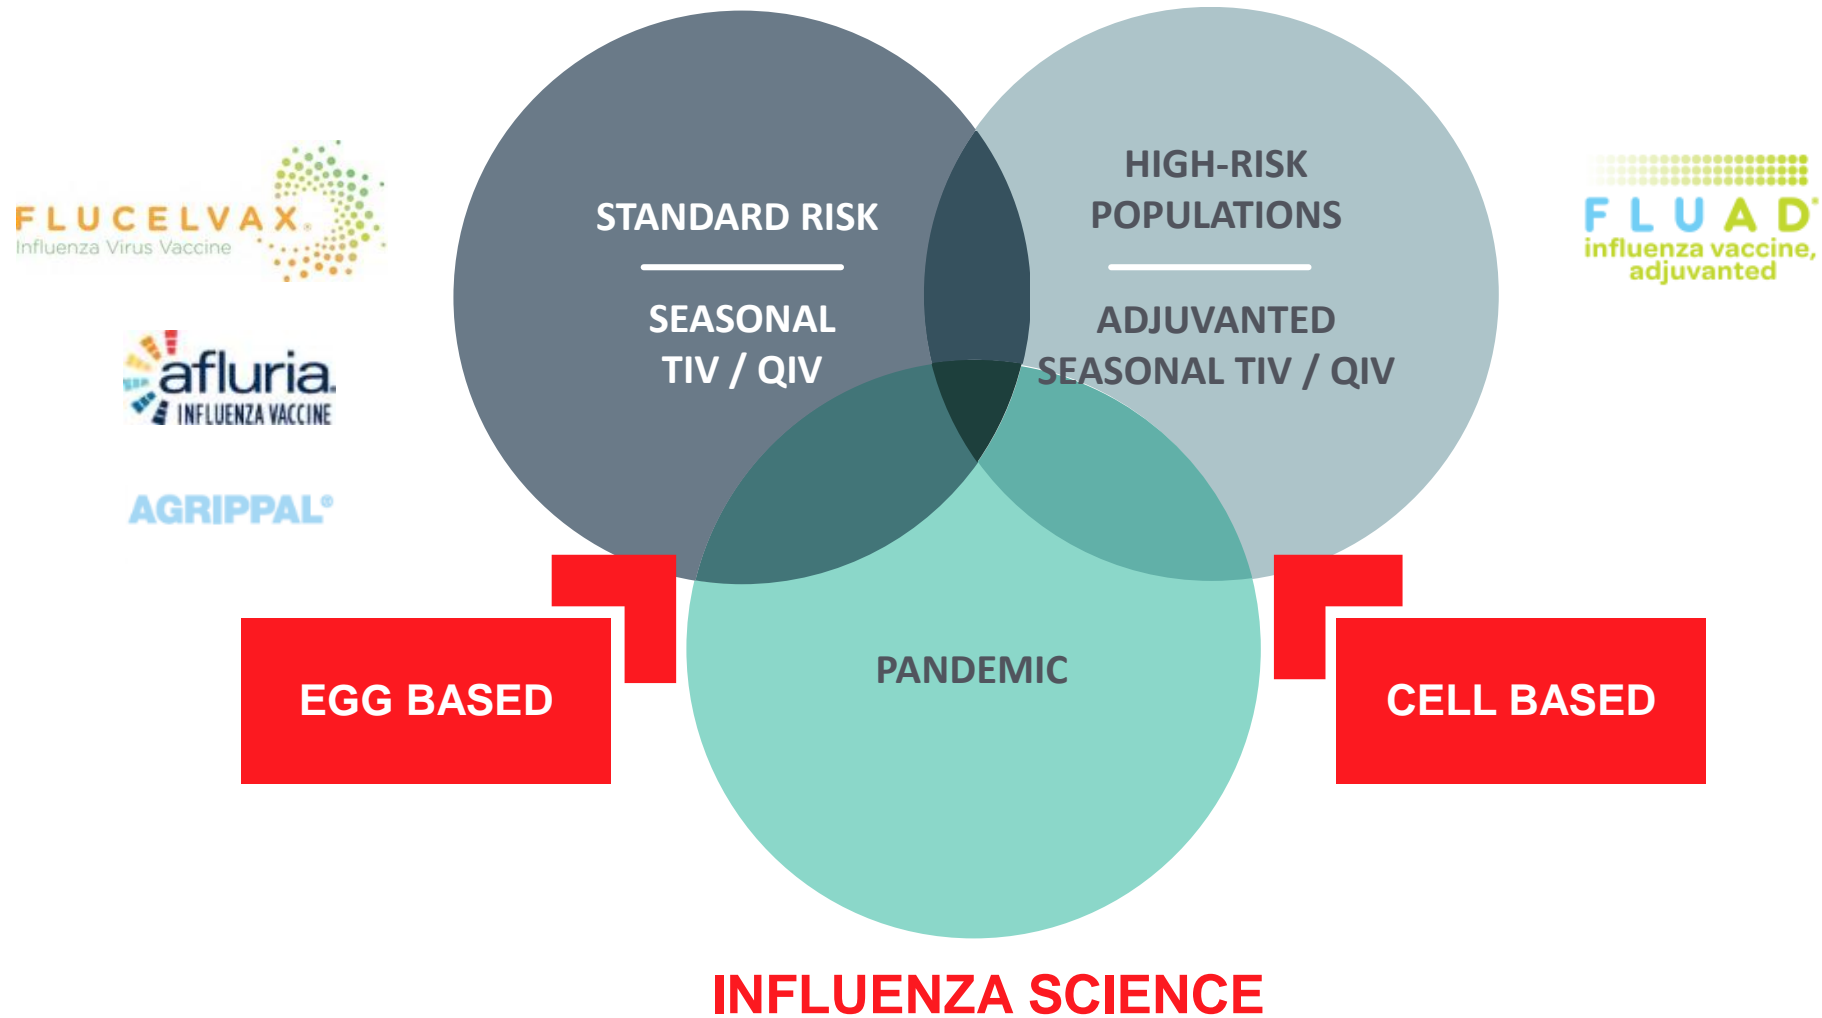 FLUCELVAX®
Influenza Virus Vaccine
afluria.
INFLUENZA VACCINE
AGRIPPAL®
STANDARD RISK
SEASONAL
TIV / QIV
HIGH-RISK
POPULATIONS
ADJUVANTED
SEASONAL TIV / QIV
FLUAD®
influenza vaccine,
adjuvanted
PANDEMIC
EGG BASED
CELL BASED
INFLUENZA SCIENCE